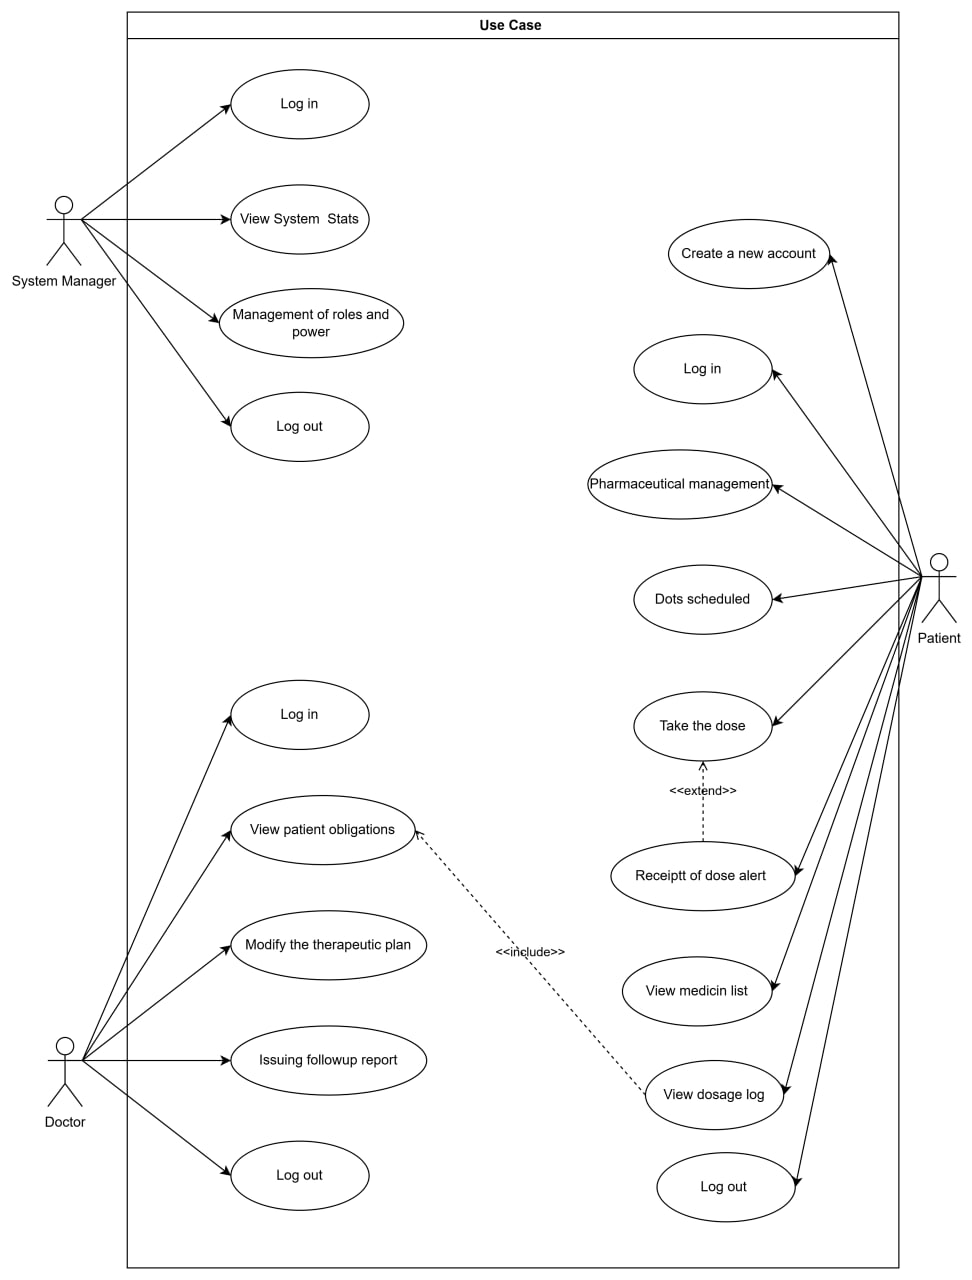 Use Case
Log in
View System  Stats
System Manager
Management of roles and
power
Log out
Create a new account
Log in
Pharmaceutical management
Dots scheduled
Patient
Take the dose
<<extend>>
Receiptt of dose alert
View medicin list
View dosage log
Log out
Log in
View patient obligations
<<include>>
Modify the therapeutic plan
Issuing followup report
Doctor
Log out